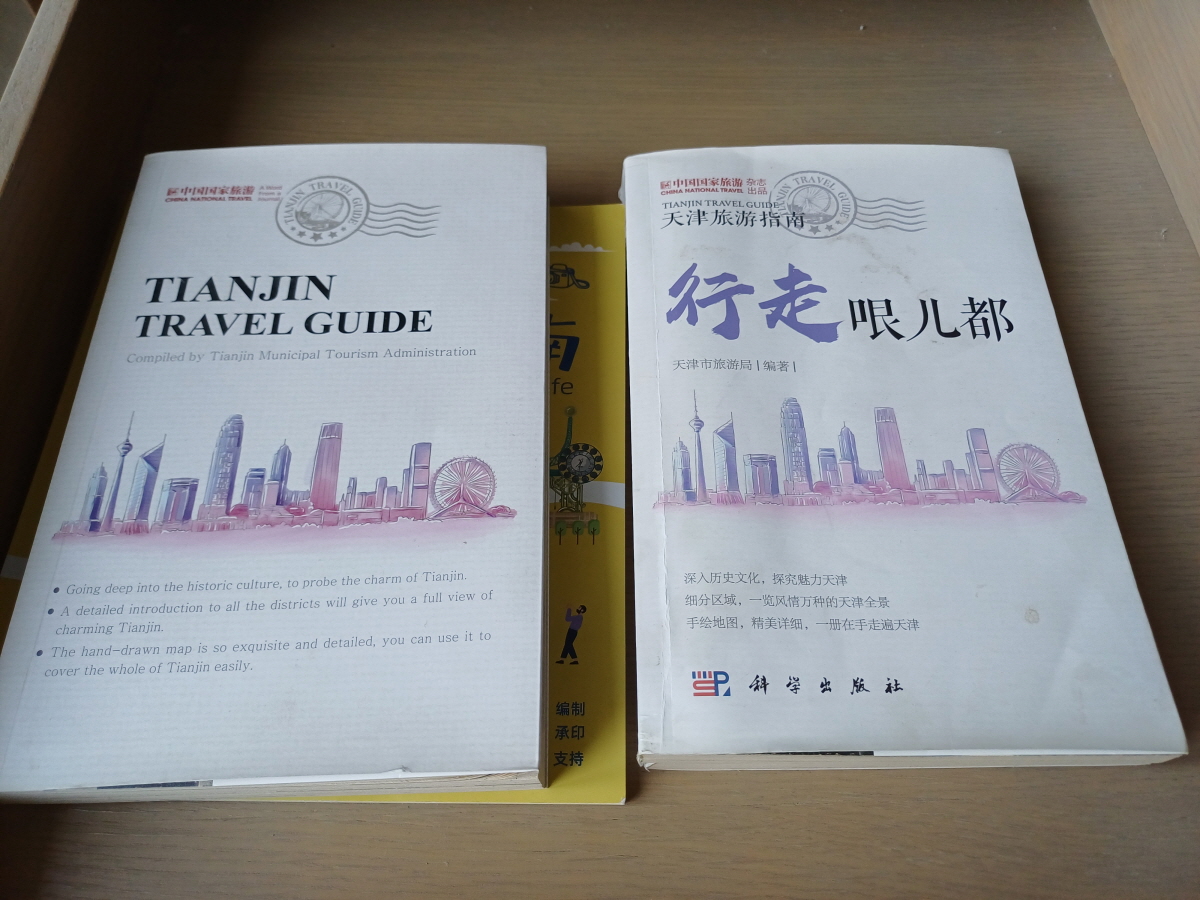 中国国家旅游
CHINA NATIONAL TRAVEL
TIANJIN TRAVEL GUIDE
TIANJIN
TRAVEL GUIDE
Compiled by Tianjin Municipal Tourism Administration
• Going deep into the historic culture, to probe the charm of Tianjin.
• A detailed introduction to all the districts will give you a full view of
charming Tianjin.
• The hand-drawn map is so exquisite and detailed, you can use it to
cover the whole of Tianjin easily.
南
fe
编制
承印
支持
中国国家旅游 杂志
CHINA NATIONAL TRAVEL 出品
TIANJIN TRAVEL GUIDE
TIANJIN TRAVEL GUIDE
天津旅游指南
行走哏儿都
天津市旅游局 | 编著 |
深入历史文化，探究魅力天津
细分区域，一览风情万种的天津全景
手绘地图，精美详细，一册在手走遍天津
科学出版社